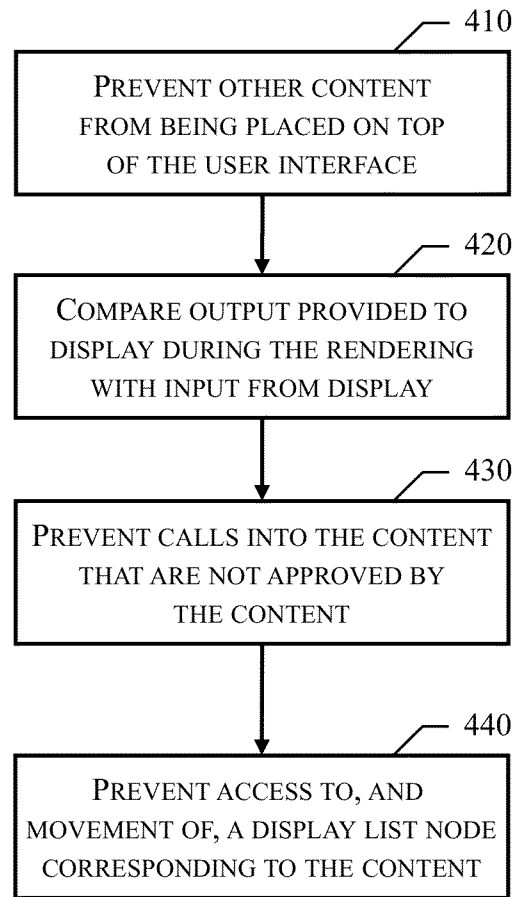 410
PREVENT OTHER CONTENT
FROM BEING PLACED ON TOP
OF THE USER INTERFACE
420
COMPARE OUTPUT PROVIDED TO
DISPLAY DURING THE RENDERING
WITH INPUT FROM DISPLAY
430
PREVENT CALLS INTO THE CONTENT
THAT ARE NOT APPROVED BY
THE CONTENT
440
PREVENT ACCESS TO, AND
MOVEMENT OF, A DISPLAY LIST NODE
CORRESPONDING TO THE CONTENT